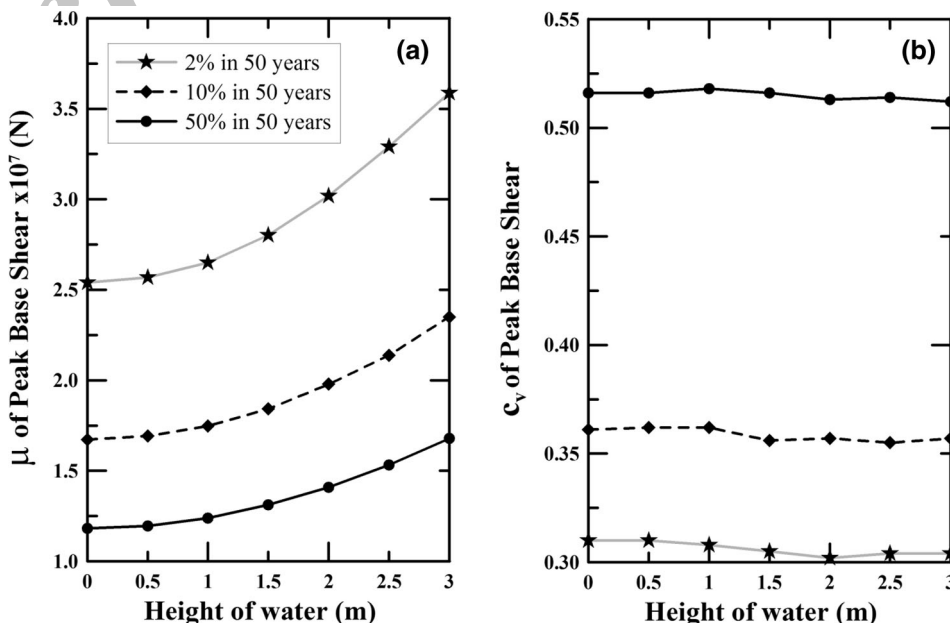 (a)
2% in 50 years
10% in 50 years
50% in 50 years
μ of Peak Base Shear x10⁷ (N)
4.0
3.5
3.0
2.5
2.0
1.5
1.0
0 0.5 1 1.5 2 2.5 3
Height of water (m)
(b)
cᵥ of Peak Base Shear
0.55
0.50
0.45
0.40
0.35
0.30
0 0.5 1 1.5 2 2.5 3
Height of water (m)